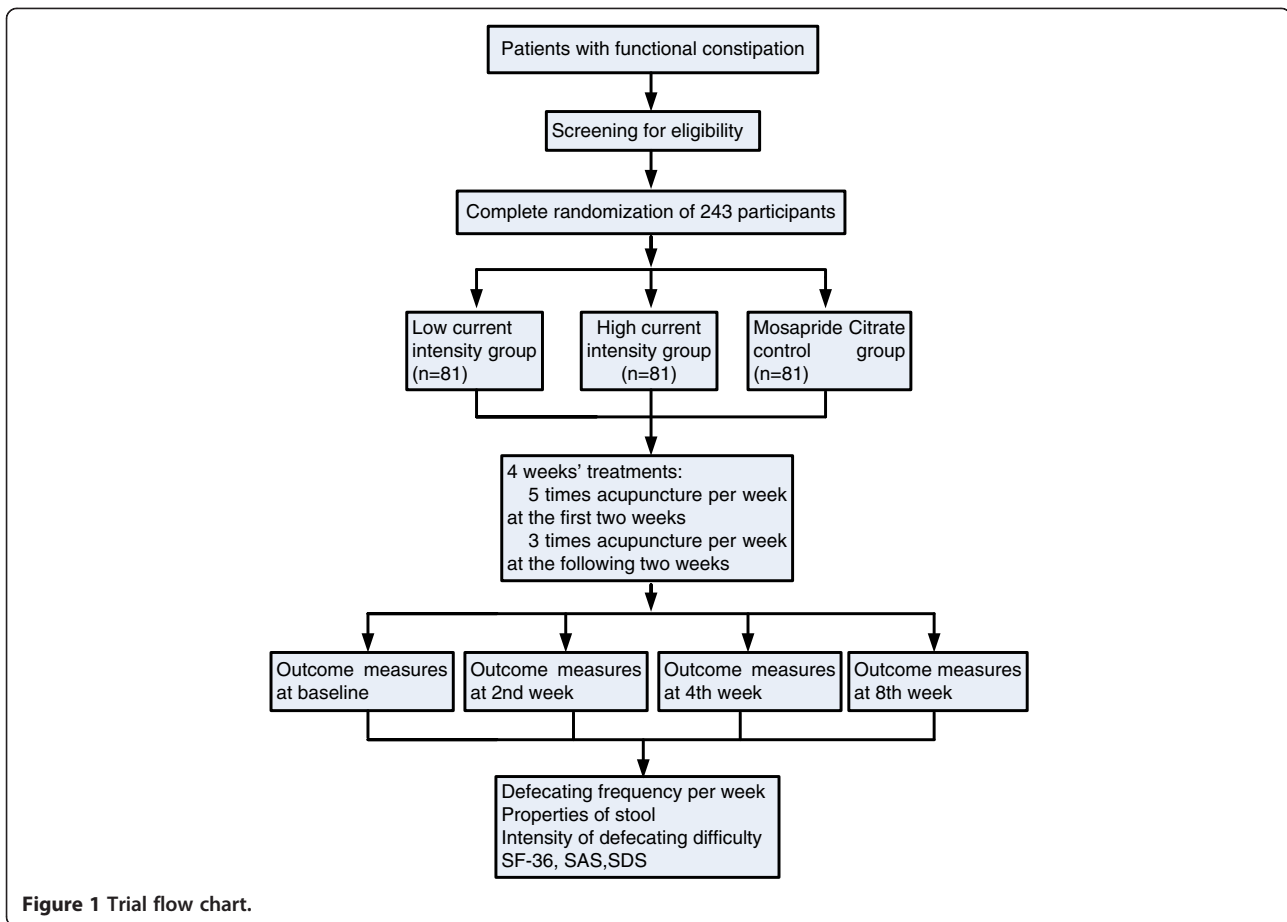 Patients with functional constipation
Screening for eligibility
Complete randomization of 243 participants
Low current
intensity group
(n=81)
High current
intensity group
(n=81)
Mosapride Citrate
control group
(n=81)
4 weeks’ treatments:
5 times acupuncture per week
at the first two weeks
3 times acupuncture per week
at the following two weeks
Outcome measures
at baseline
Outcome measures
at 2nd week
Outcome measures
at 4th week
Outcome measures
at 8th week
Defecating frequency per week
Properties of stool
Intensity of defecating difficulty
SF-36, SAS,SDS
Figure 1 Trial flow chart.